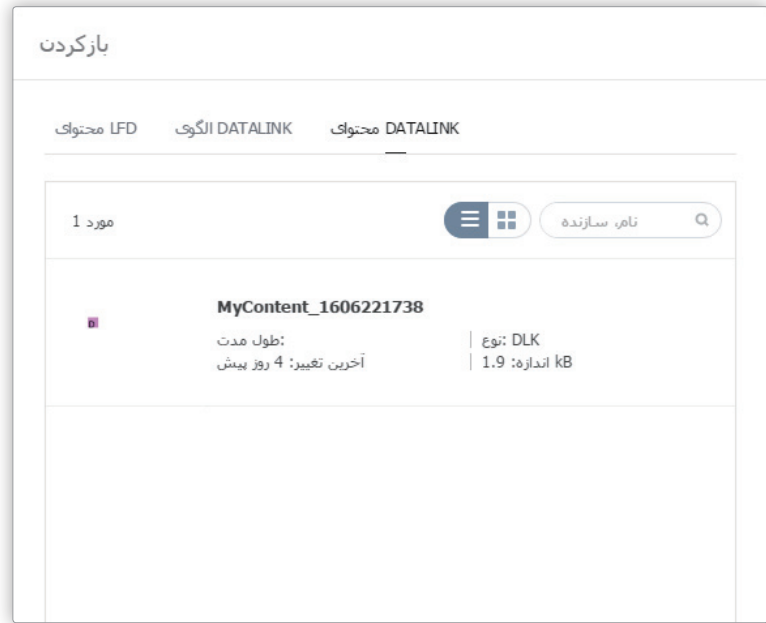 بازکردن
محتوای LFD
الگوی DATALINK
محتوای DATALINK
مورد 1
نام، سازنده
MyContent_1606221738
طول مدت:
نوع: DLK
آخرین تغییر: 4 روز پیش
اندازه: 1.9 kB
D